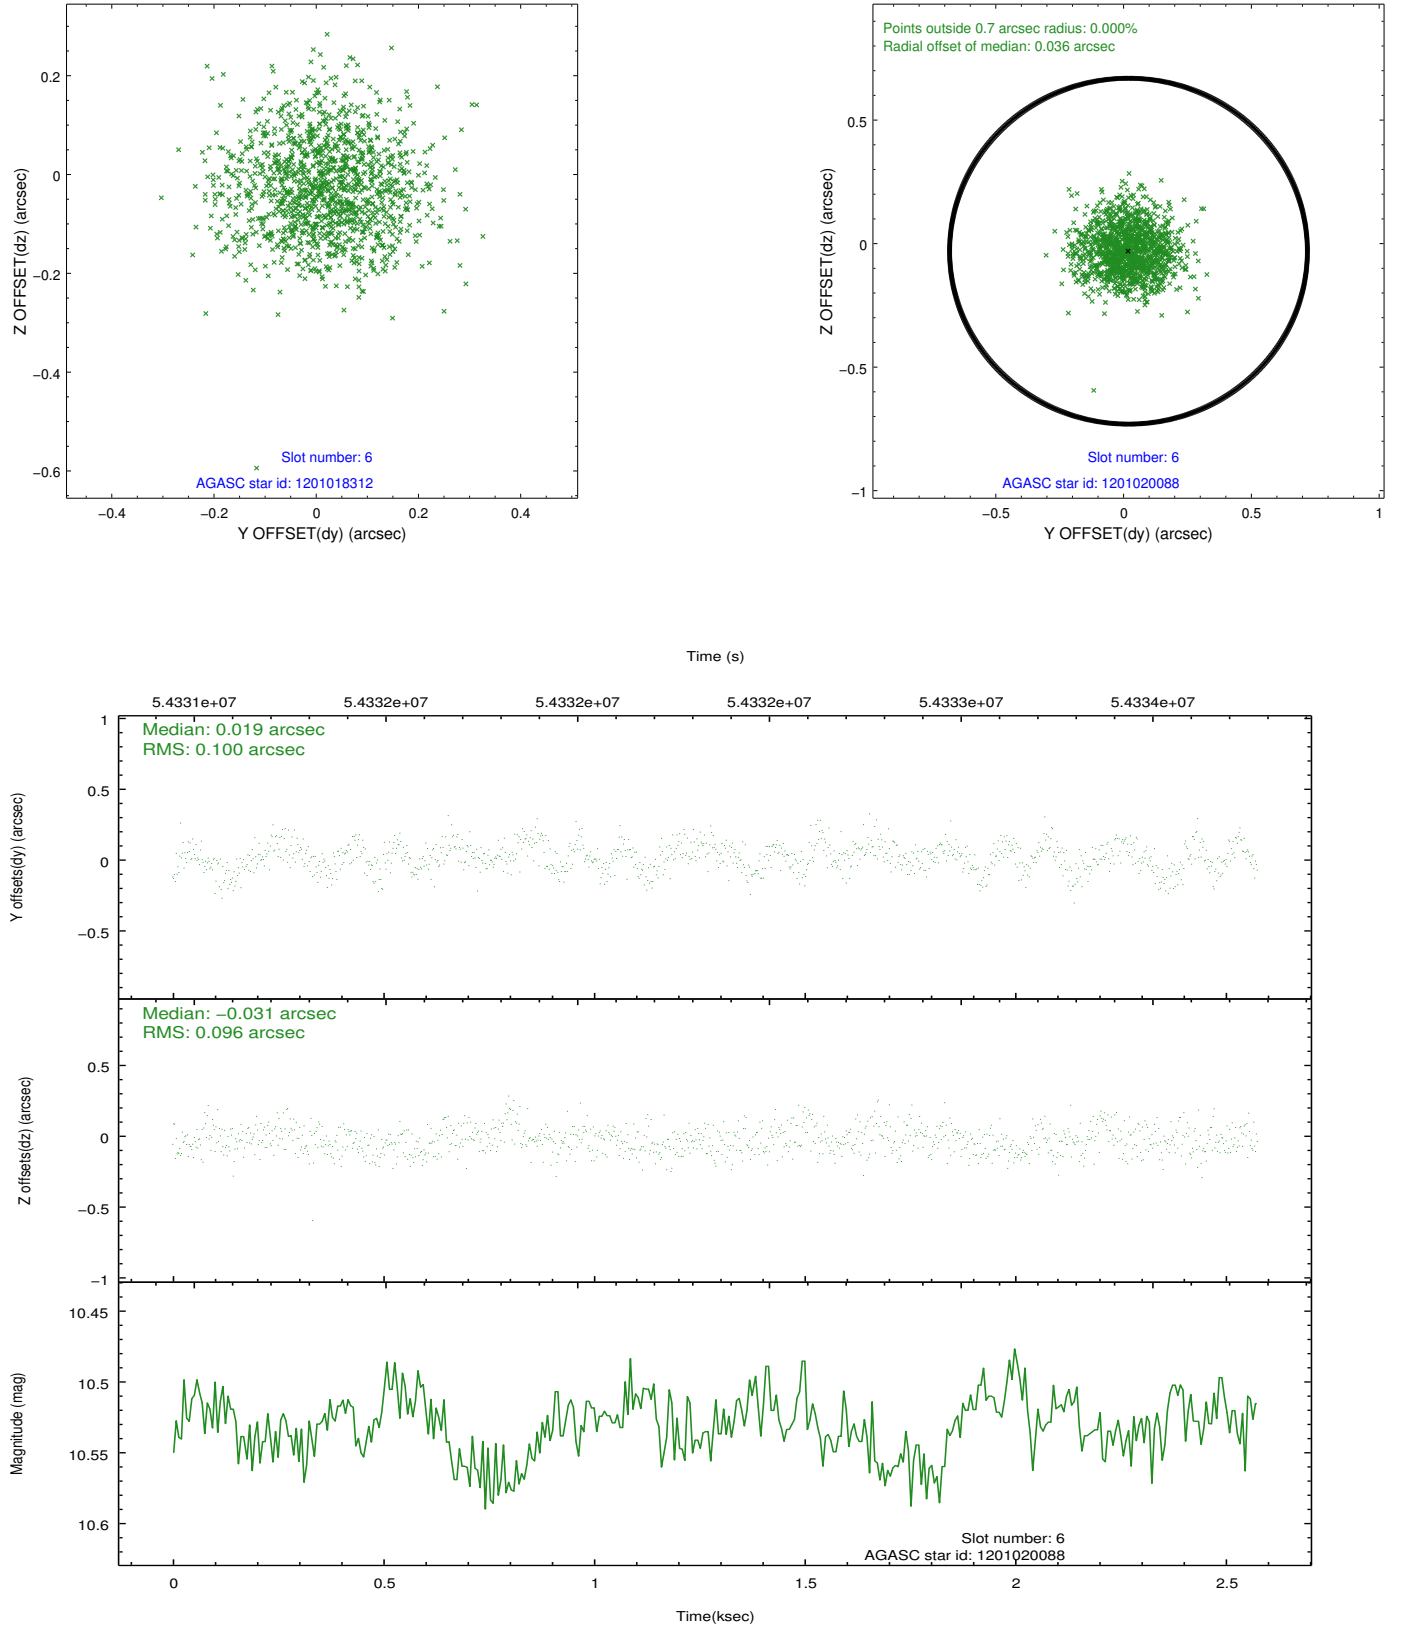 0.2
0
−0.2
−0.4
−0.6
Z OFFSET(dz) (arcsec)
Slot number: 6
AGASC star id: 1201018312
−0.4
−0.2
0
0.2
0.4
Y OFFSET(dy) (arcsec)
Points outside 0.7 arcsec radius: 0.000%
Radial offset of median: 0.036 arcsec
0.5
0
−0.5
−1
Z OFFSET(dz) (arcsec)
Slot number: 6
AGASC star id: 1201020088
−0.5
0
0.5
1
Y OFFSET(dy) (arcsec)
Time (s)
5.4331e+07
5.4332e+07
5.4332e+07
5.4332e+07
5.4333e+07
5.4334e+07
Median: 0.019 arcsec
RMS: 0.100 arcsec
1
0.5
0
−0.5
Y offsets(dy) (arcsec)
Median: −0.031 arcsec
RMS: 0.096 arcsec
0.5
0
−0.5
−1
Z offsets(dz) (arcsec)
10.45
10.5
10.55
10.6
Magnitude (mag)
Slot number: 6
AGASC star id: 1201020088
0
0.5
1
1.5
2
2.5
Time(ksec)